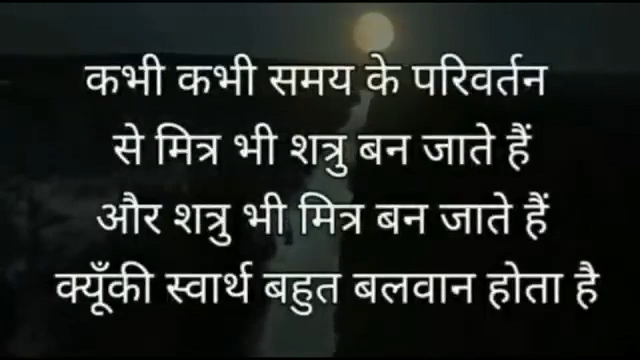 कभी कभी समय के परिवर्तन
से मित्र भी शत्रु बन जाते हैं
और शत्रु भी मित्र बन जाते हैं
क्यूँकी स्वार्थ बहुत बलवान होता है